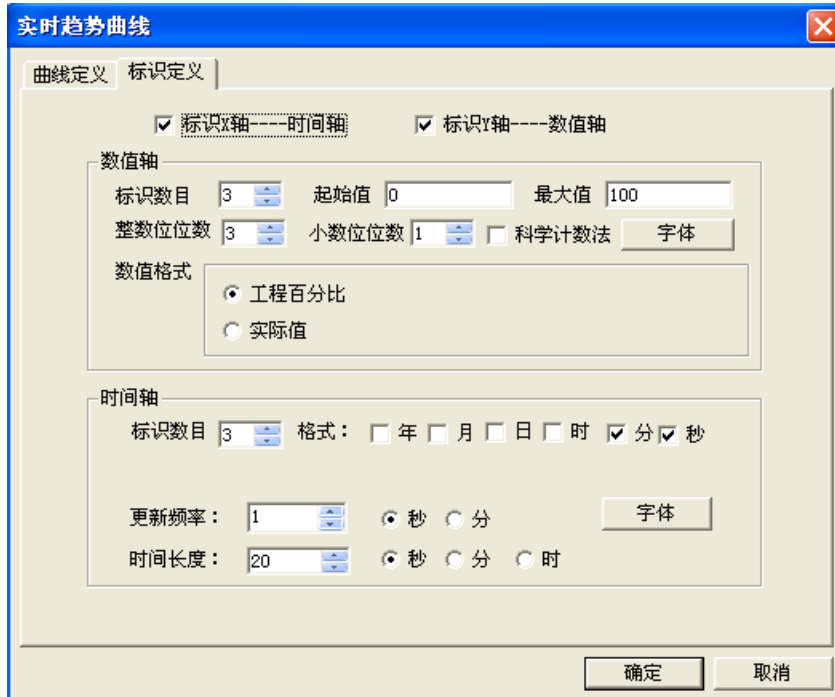 实时趋势曲线
曲线定义 标识定义
标识X轴----时间轴 标识Y轴----数值轴
数值轴
标识数目 3 起始值 0 最大值 100
整数位位数 3 小数位位数 1 科学计数法 字体
数值格式
工程百分比
实际值
时间轴
标识数目 3 格式： 年 月 日 时 分 秒
更新频率： 1 秒 分 字体
时间长度： 20 秒 分 时
确定 取消